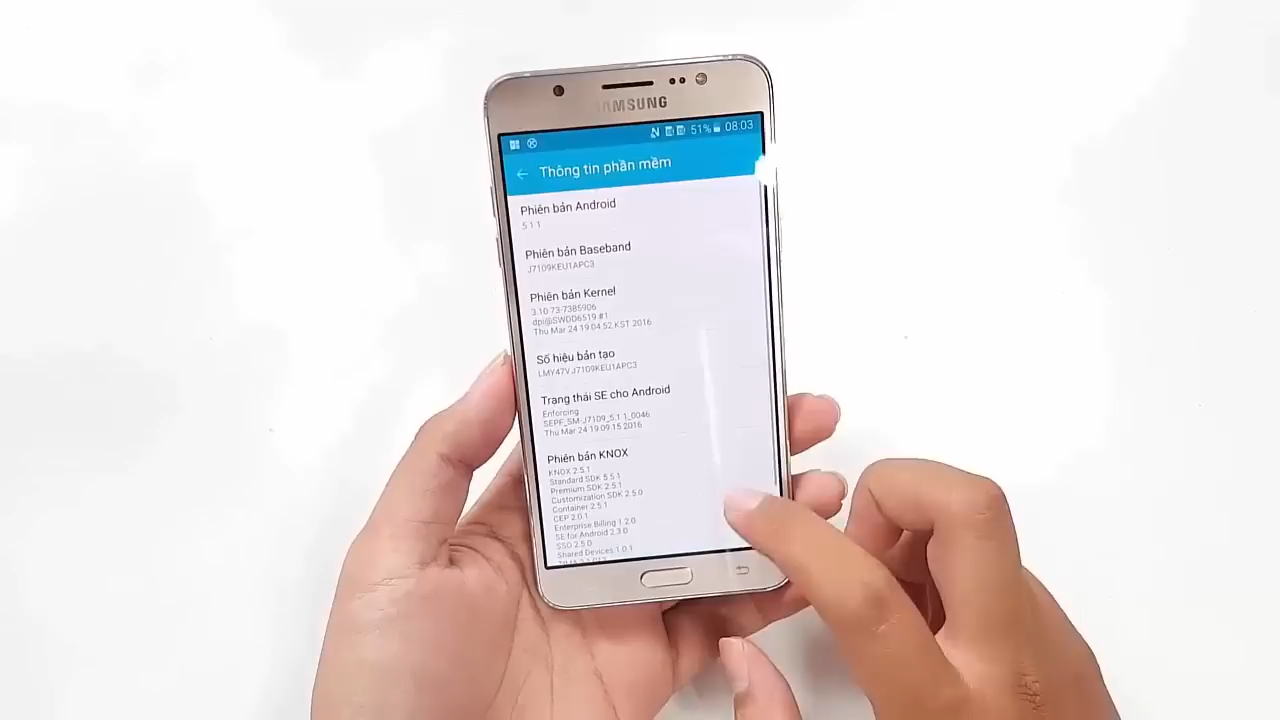 SAMSUNG
51% 08:03
Thông tin phần mềm
Phiên bản Android
5.1.1
Phiên bản Baseband
J7109KEU1APC3
Phiên bản Kernel
3.10.73-7385906
dpi@SWDD6519 #1
Thu Mar 24 19:04:52 KST 2016
Số hiệu bản tạo
LMY47V.J7109KEU1APC3
Trạng thái SE cho Android
Enforcing
SEPF_SM-J7109_5.1.1_0046
Thu Mar 24 19:09:15 2016
Phiên bản KNOX
KNOX 2.5.1
Standard SDK 5.5.1
Premium SDK 2.5.1
Customization SDK 2.5.0
Container 2.5.1
CEP 2.0.1
Enterprise Billing 1.2.0
SE for Android 2.3.0
SSO 2.5.0
Shared Devices 1.0.1